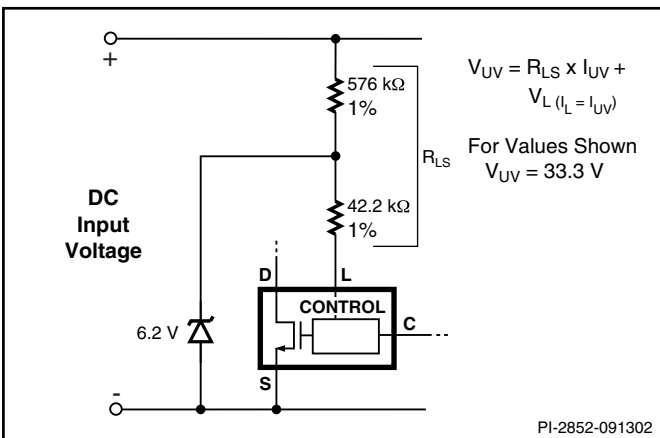 +
576 kΩ
1%
R_LS
42.2 kΩ
1%
V_UV = R_LS x I_UV +
V_L (I_L = I_UV)
For Values Shown
V_UV = 33.3 V
DC
Input
Voltage
D
L
CONTROL
C
6.2 V
S
-
PI-2852-091302